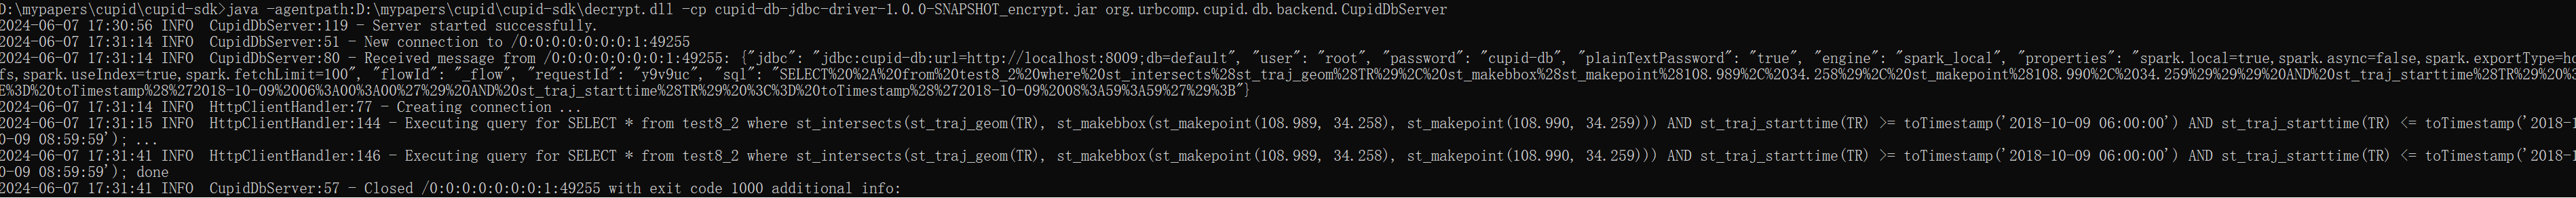 D:\mypapers\cupid\cupid-sdk>java -agentpath:D:\mypapers\cupid\cupid-sdk\decrypt.dll -cp cupid-db-jdbc-driver-1.0.0-SNAPSHOT_encrypt.jar org.urbcomp.cupid.db.backend.CupidDbServer
2024-06-07 17:30:56 INFO  CupidDbServer:119 - Server started successfully.
2024-06-07 17:31:14 INFO  CupidDbServer:51 - New connection to /0:0:0:0:0:0:0:1:49255
2024-06-07 17:31:14 INFO  CupidDbServer:80 - Received message from /0:0:0:0:0:0:0:1:49255: {"jdbc": "jdbc:cupid-db:url=http://localhost:8009;db=default", "user": "root", "password": "cupid-db", "plainTextPassword": "true", "engine": "spark_local", "properties": "spark.local=true,spark.async=false,spark.exportType=hd
fs,spark.useIndex=true,spark.fetchLimit=100", "flowId": "_flow", "requestId": "y9v9uc", "sql": "SELECT%20%2A%20from%20test8_2%20where%20st_intersects%28st_traj_geom%28TR%29%2C%20st_makebbox%28st_makepoint%28108.989%2C%2034.258%29%2C%20st_makepoint%28108.990%2C%2034.259%29%29%29%20AND%20st_traj_starttime%28TR%29%20%3
E%3D%20toTimestamp%28%272018-10-09%2006%3A00%3A00%27%29%20AND%20st_traj_starttime%28TR%29%20%3C%3D%20toTimestamp%28%272018-10-09%2008%3A59%3A59%27%29%3B"}
2024-06-07 17:31:14 INFO  HttpClientHandler:77 - Creating connection ...
2024-06-07 17:31:15 INFO  HttpClientHandler:144 - Executing query for SELECT * from test8_2 where st_intersects(st_traj_geom(TR), st_makebbox(st_makepoint(108.989, 34.258), st_makepoint(108.990, 34.259))) AND st_traj_starttime(TR) >= toTimestamp('2018-10-09 06:00:00') AND st_traj_starttime(TR) <= toTimestamp('2018-1
0-09 08:59:59'); ...
2024-06-07 17:31:41 INFO  HttpClientHandler:146 - Executing query for SELECT * from test8_2 where st_intersects(st_traj_geom(TR), st_makebbox(st_makepoint(108.989, 34.258), st_makepoint(108.990, 34.259))) AND st_traj_starttime(TR) >= toTimestamp('2018-10-09 06:00:00') AND st_traj_starttime(TR) <= toTimestamp('2018-1
0-09 08:59:59'); done
2024-06-07 17:31:41 INFO  CupidDbServer:57 - Closed /0:0:0:0:0:0:0:1:49255 with exit code 1000 additional info: